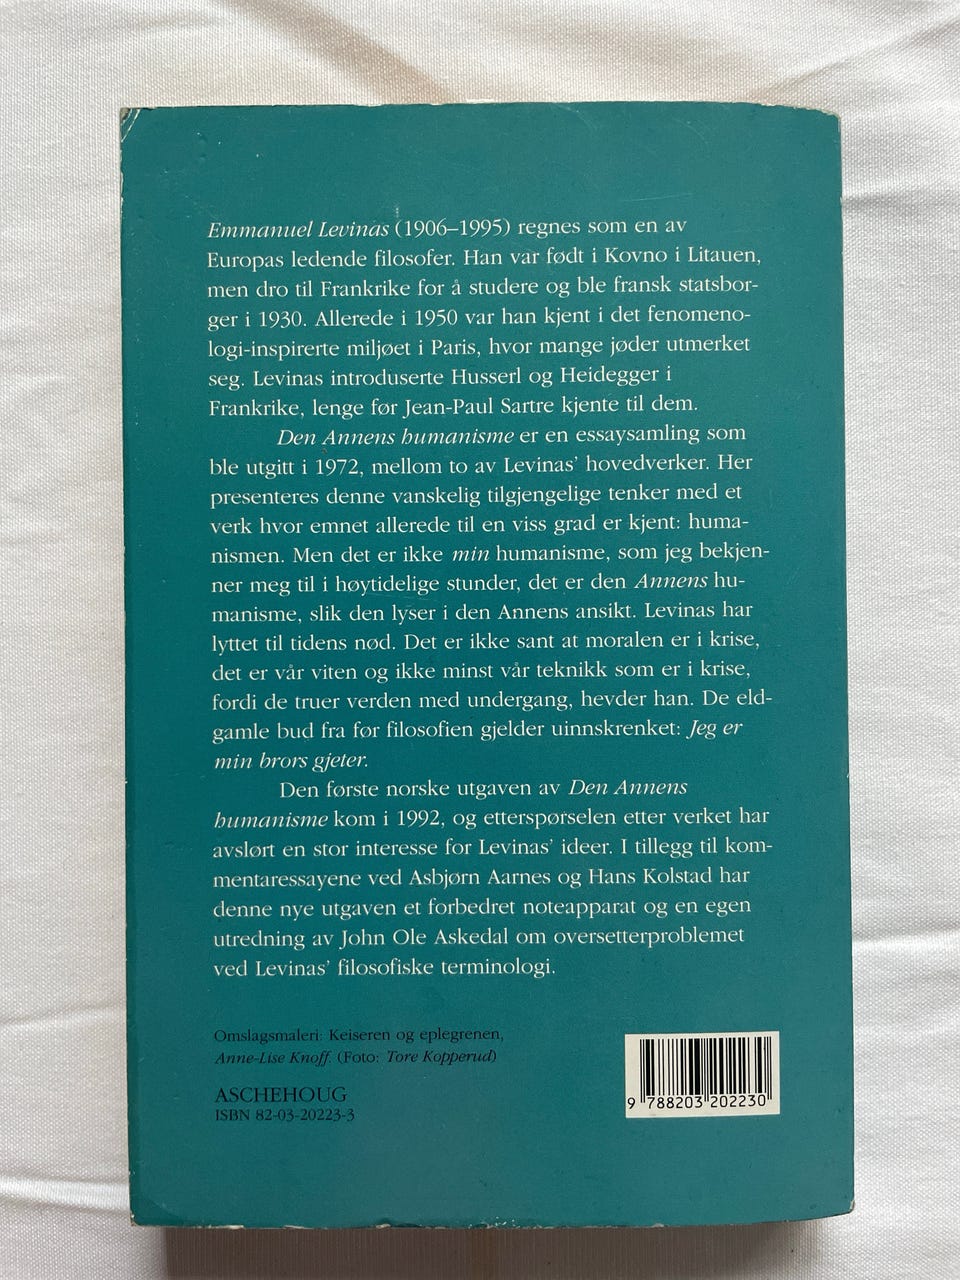 Emmanuel Levinas (1906–1995) regnes som en av
Europas ledende filosofer. Han var født i Kovno i Litauen,
men dro til Frankrike for å studere og ble fransk statsbor-
ger i 1930. Allerede i 1950 var han kjent i det fenomeno-
logi-inspirerte miljøet i Paris, hvor mange jøder utmerket
seg. Levinas introduserte Husserl og Heidegger i
Frankrike, lenge før Jean-Paul Sartre kjente til dem.
Den Annens humanisme er en essaysamling som
ble utgitt i 1972, mellom to av Levinas’ hovedverker. Her
presenteres denne vanskelig tilgjengelige tenker med et
verk hvor emnet allerede til en viss grad er kjent: huma-
nismen. Men det er ikke min humanisme, som jeg bekjen-
ner meg til i høytidelige stunder, det er den Annens hu-
manisme, slik den lyser i den Annens ansikt. Levinas har
lyttet til tidens nød. Det er ikke sant at moralen er i krise,
det er vår viten og ikke minst vår teknikk som er i krise,
fordi de truer verden med undergang, hevder han. De eld-
gamle bud fra før filosofien gjelder uinnskrenket: Jeg er
min brors gjeter.
Den første norske utgaven av Den Annens
humanisme kom i 1992, og etterspørselen etter verket har
avslørt en stor interesse for Levinas’ ideer. I tillegg til kom-
mentaressayene ved Asbjørn Aarnes og Hans Kolstad har
denne nye utgaven et forbedret noteapparat og en egen
utredning av John Ole Askedal om oversetterproblemet
ved Levinas’ filosofiske terminologi.
Omslagsmaleri: Keiseren og eplegrenen,
Anne-Lise Knoff. (Foto: Tore Kopperud)
ASCHEHOUG
ISBN 82-03-20223-3
9 788203 202230